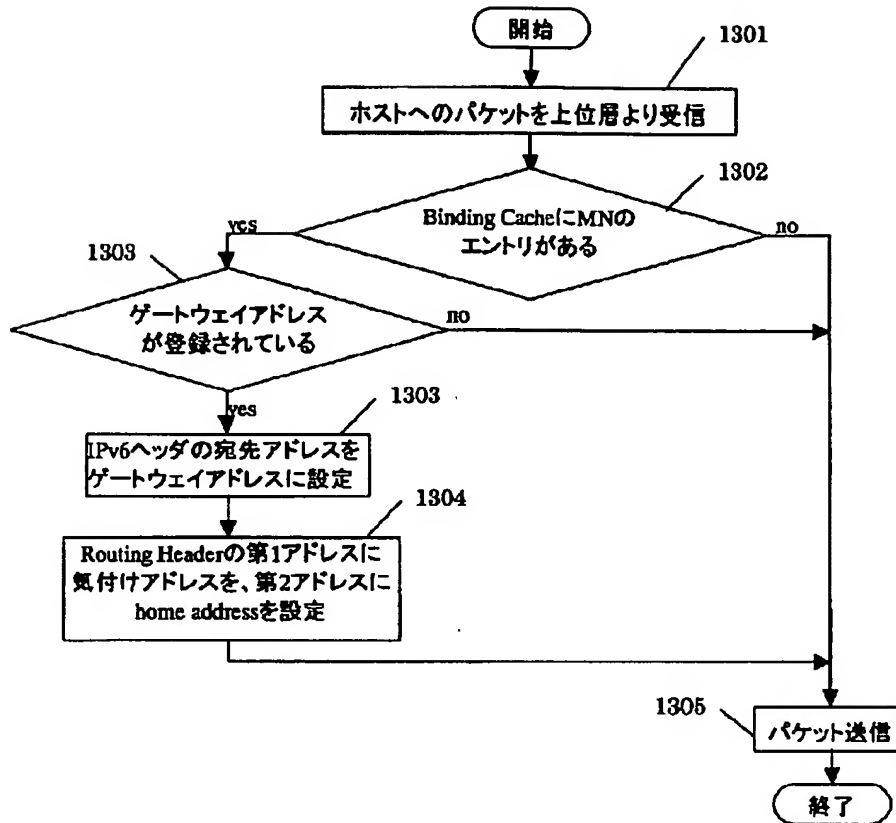 開始
1301
ホストへのパケットを上位層より受信
1302
Binding CacheにMNの
エントリがある
yes
no
1303
ゲートウェイアドレス
が登録されている
no
yes
1303
IPv6ヘッダの宛先アドレスを
ゲートウェイアドレスに設定
1304
Routing Headerの第1アドレスに
気付けアドレスを、第2アドレスに
home addressを設定
1305
パケット送信
終了